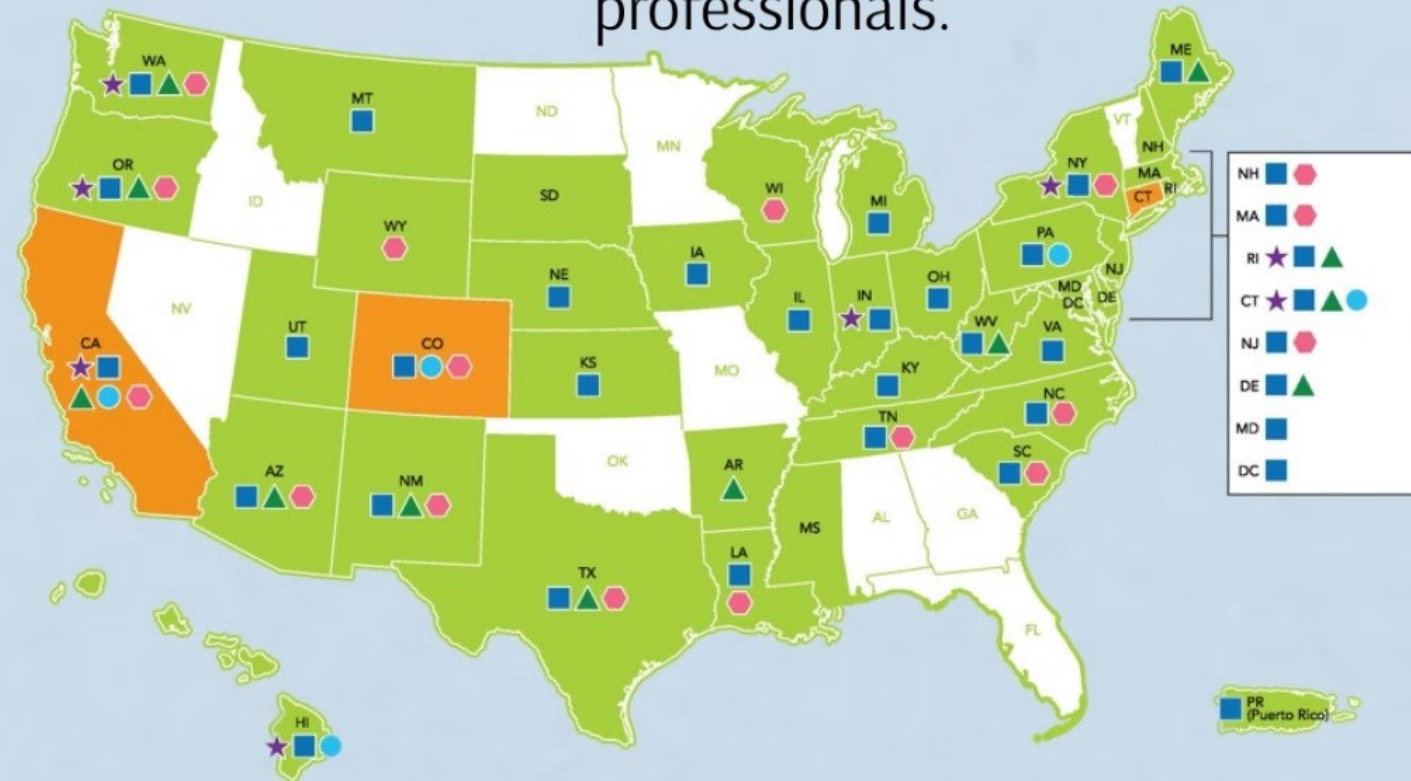 professionals.
WA
MT
ND
MN
OR
ID
SD
WI
MI
ME
VT
NH
NY
MA
CT
RI
WY
IA
NE
PA
NJ
NV
UT
CA
CO
KS
MO
IL
IN
OH
MD
DC
DE
WV
VA
KY
NC
TN
SC
AZ
NM
OK
AR
MS
AL
GA
TX
LA
FL
HI
NH
MA
RI
CT
NJ
DE
MD
DC
PR
(Puerto Rico)